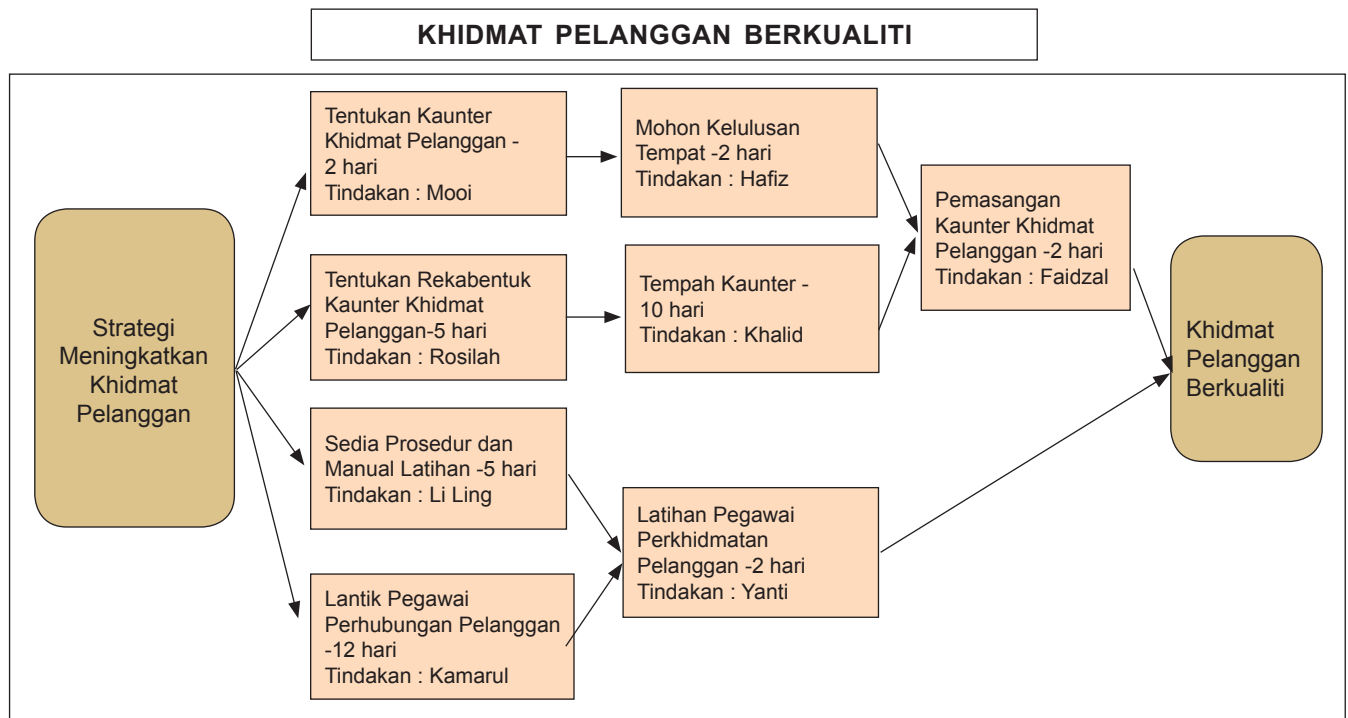 KHIDMAT PELANGGAN BERKUALITI
Strategi
Meningkatkan
Khidmat
Pelanggan
Tentukan Kaunter
Khidmat Pelanggan -
2 hari
Tindakan : Mooi
Mohon Kelulusan
Tempat -2 hari
Tindakan : Hafiz
Tentukan Rekabentuk
Kaunter Khidmat
Pelanggan-5 hari
Tindakan : Rosilah
Tempah Kaunter -
10 hari
Tindakan : Khalid
Pemasangan
Kaunter Khidmat
Pelanggan -2 hari
Tindakan : Faidzal
Sedia Prosedur dan
Manual Latihan -5 hari
Tindakan : Li Ling
Lantik Pegawai
Perhubungan Pelanggan
-12 hari
Tindakan : Kamarul
Latihan Pegawai
Perkhidmatan
Pelanggan -2 hari
Tindakan : Yanti
Khidmat
Pelanggan
Berkualiti